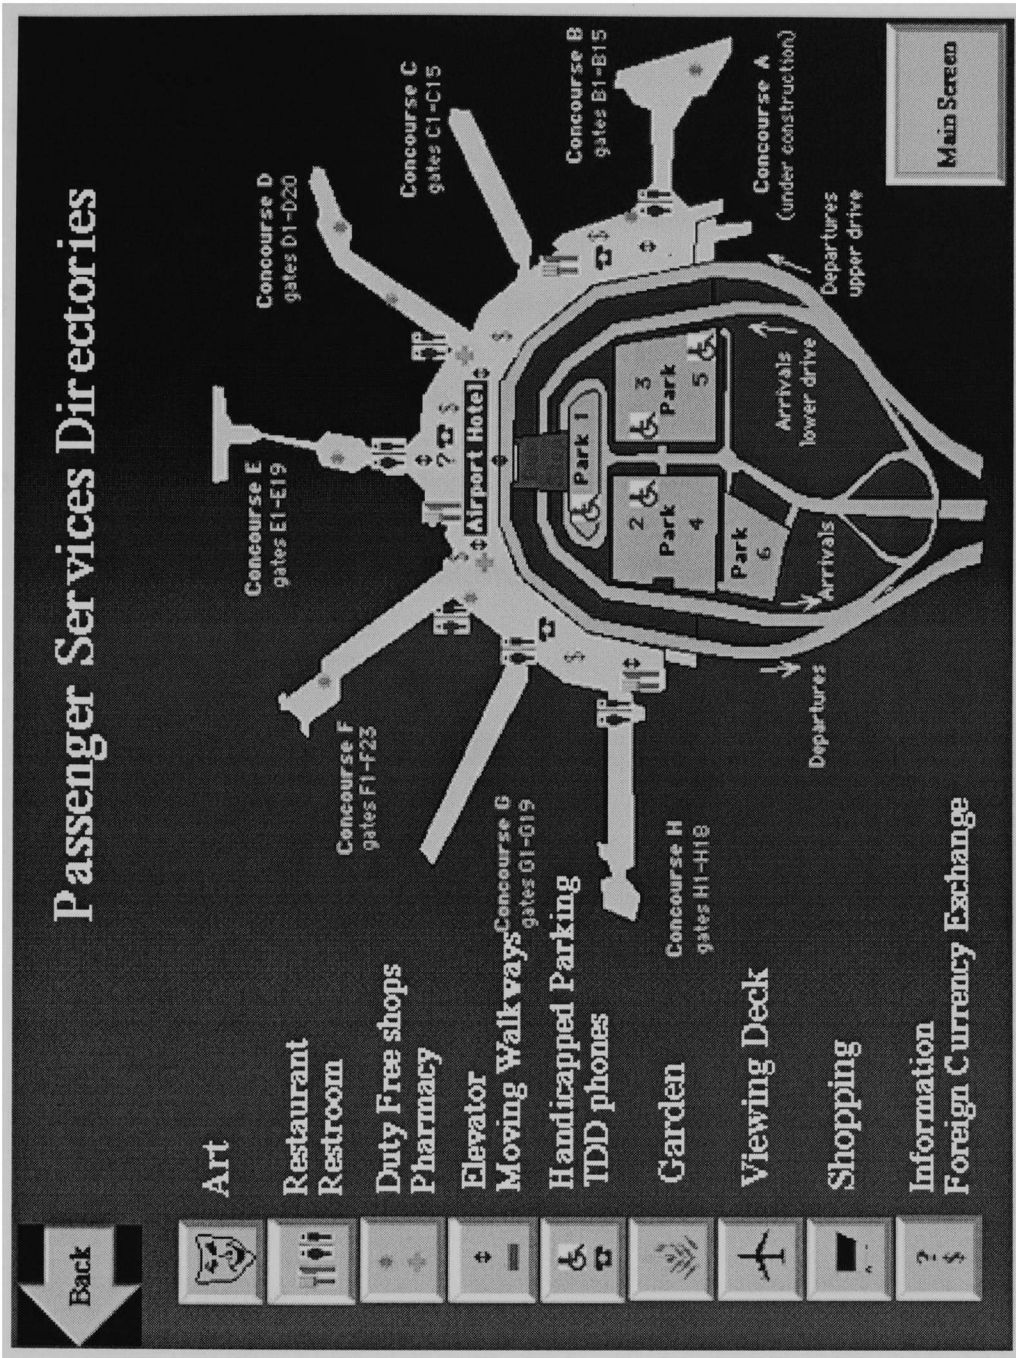 Back
Passenger Services Directories
Art
Restaurant
Restroom
Duty Free shops
Pharmacy
Elevator
Moving Walkways
Handicapped Parking
TDD phones
Garden
Viewing Deck
Shopping
Information
Foreign Currency Exchange
? 
$
Concourse E
gates E1-E19
Concourse D
gates D1-D20
Concourse C
gates C1-C15
Concourse B
gates B1-B15
Concourse A
(under construction)
Concourse F
gates F1-F23
Concourse G
gates G1-G19
Concourse H
gates H1-H18
$
?
$
$
$
$
Airport Hotel
Park 1
2
Park
4
3
Park
5
Park
6
Arrivals
Departures
Arrivals
lower drive
Departures
upper drive
Main Screen